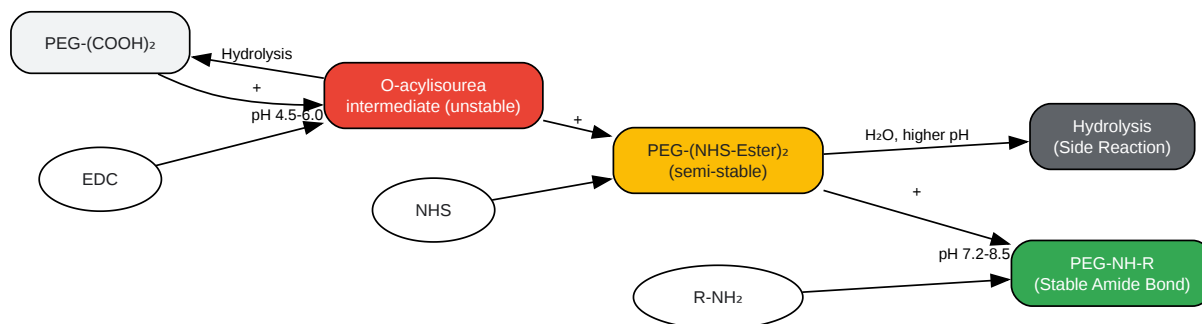 PEG-(COOH)₂
Hydrolysis
+
pH 4.5-6.0
EDC
O-acylisourea
intermediate (unstable)
+
NHS
PEG-(NHS-Ester)₂
(semi-stable)
H₂O, higher pH
Hydrolysis
(Side Reaction)
+
pH 7.2-8.5
R-NH₂
PEG-NH-R
(Stable Amide Bond)